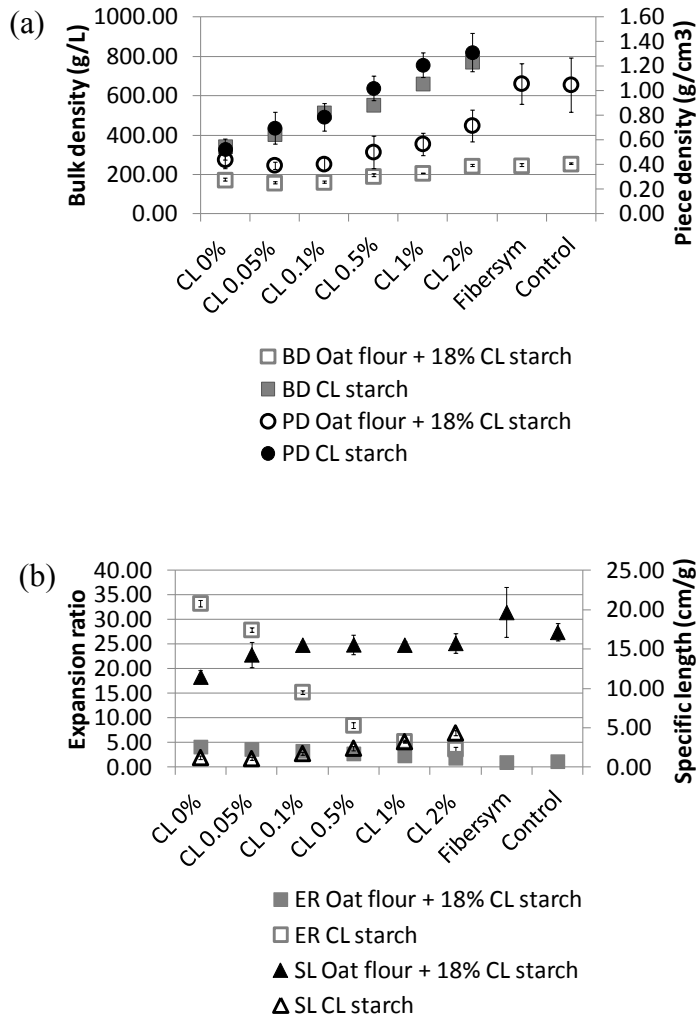 (a)
1000.00
800.00
600.00
400.00
200.00
0.00
Bulk density (g/L)
1.60
1.40
1.20
1.00
0.80
0.60
0.40
0.20
0.00
Piece density (g/cm3)
CL 0%
CL 0.05%
CL 0.1%
CL 0.5%
CL 1%
CL 2%
Fibersym
Control
BD Oat flour + 18% CL starch
BD CL starch
PD Oat flour + 18% CL starch
PD CL starch
(b)
40.00
35.00
30.00
25.00
20.00
15.00
10.00
5.00
0.00
Expansion ratio
25.00
20.00
15.00
10.00
5.00
0.00
Specific length (cm/g)
CL 0%
CL 0.05%
CL 0.1%
CL 0.5%
CL 1%
CL 2%
Fibersym
Control
ER Oat flour + 18% CL starch
ER CL starch
SL Oat flour + 18% CL starch
SL CL starch